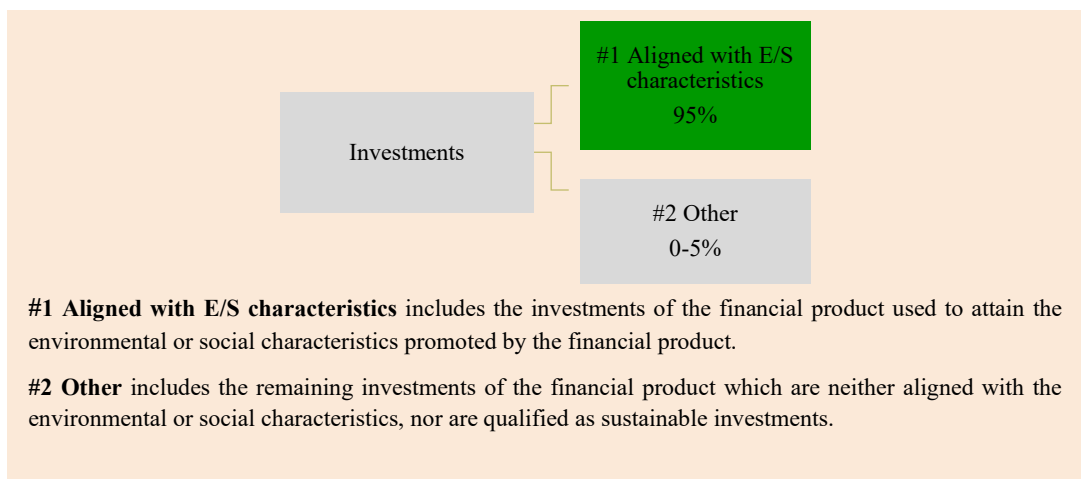 #1 Aligned with E/S
characteristics
95%
Investments
#2 Other
0-5%
#1 Aligned with E/S characteristics includes the investments of the financial product used to attain the
environmental or social characteristics promoted by the financial product.
#2 Other includes the remaining investments of the financial product which are neither aligned with the
environmental or social characteristics, nor are qualified as sustainable investments.